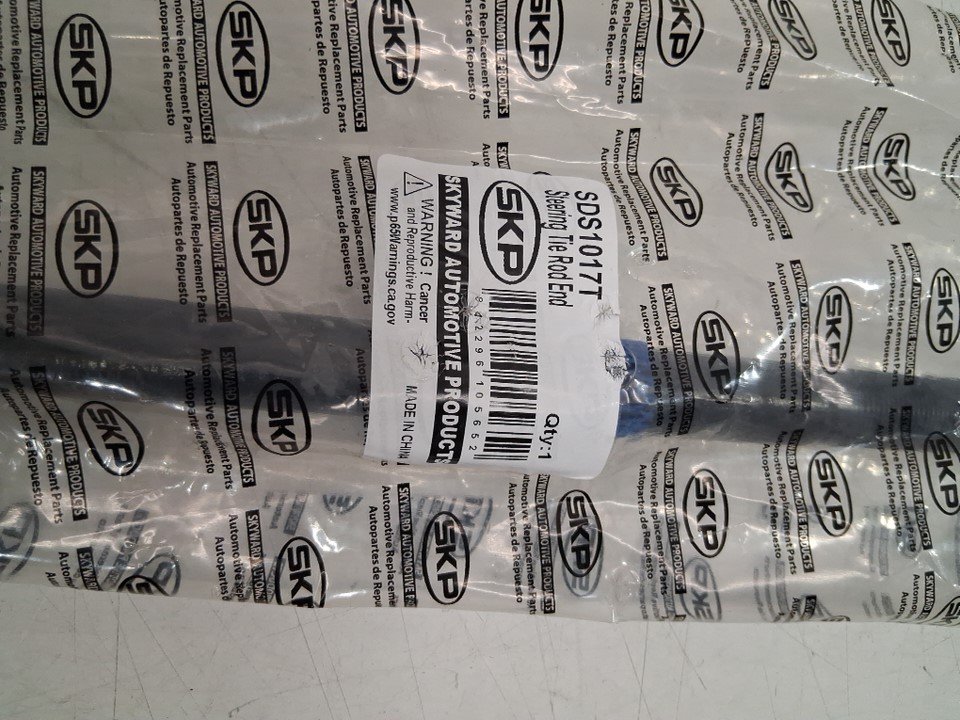 SDS1017T
Steering Tie Rod End
Qty:1
SKP
842296105652
SKYWARD AUTOMOTIVE PRODUCTS
WARNING! Cancer
and Reproductive Harm-
www.p65Warnings.ca.gov
MADE IN CHINA
SKP
SKYWARD AUTOMOTIVE PRODUCTS
Automotive Replacement Parts
Autopartes de Repuesto